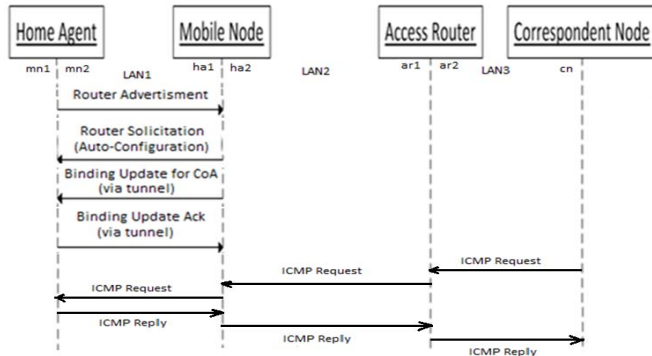 Home Agent
Mobile Node
Access Router
Correspondent Node
mn1 mn2 LAN1 ha1 ha2 LAN2 ar1 ar2 LAN3 cn
Router Advertisment
Router Solicitation
(Auto-Configuration)
Binding Update for CoA
(via tunnel)
Binding Update Ack
(via tunnel)
ICMP Request
ICMP Request
ICMP Request
ICMP Reply
ICMP Reply
ICMP Reply